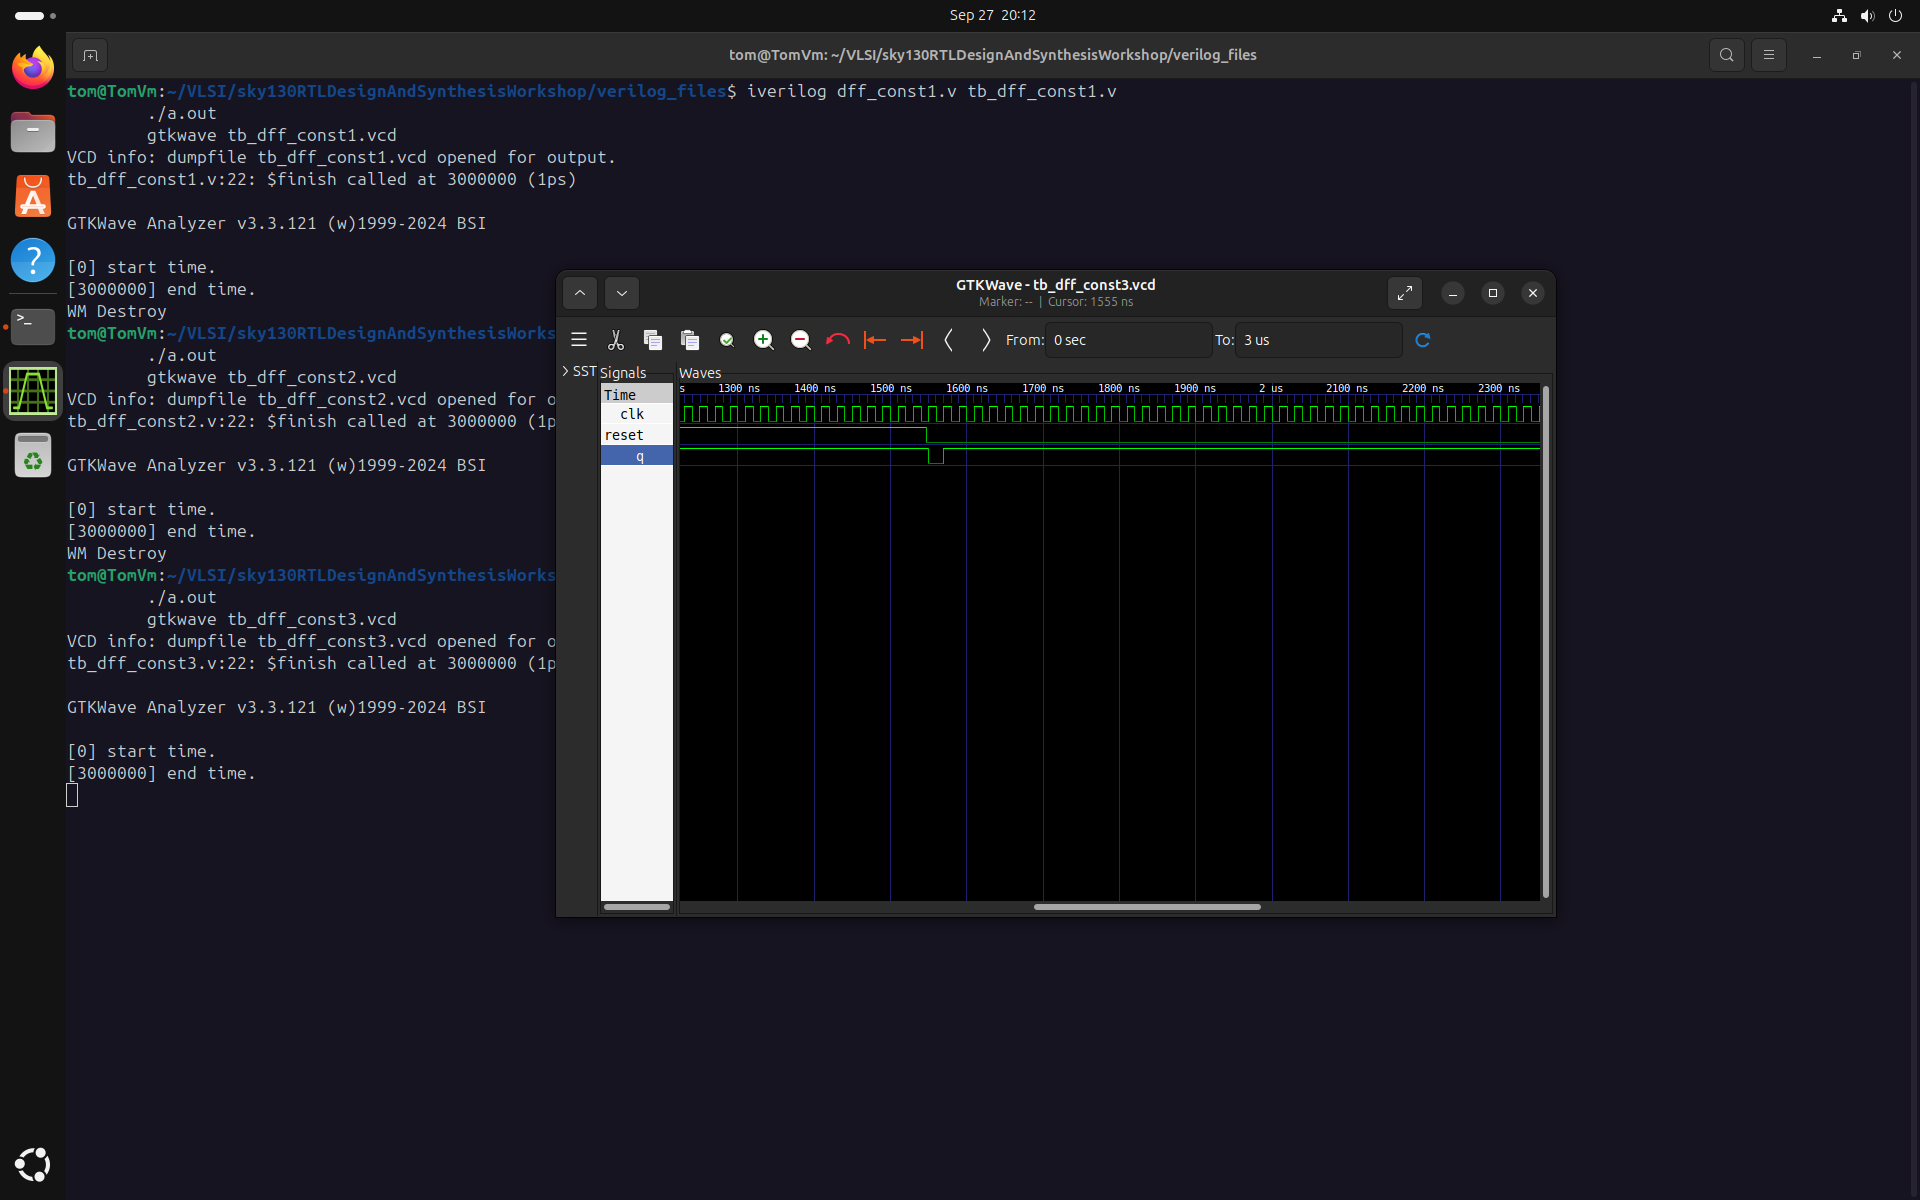 Sep 27 20:12
tom@TomVm: ~/VLSI/sky130RTLDesignAndSynthesisWorkshop/verilog_files
tom@TomVm:~/VLSI/sky130RTLDesignAndSynthesisWorkshop/verilog_files$ iverilog dff_const1.v tb_dff_const1.v
./a.out
gtkwave tb_dff_const1.vcd
VCD info: dumpfile tb_dff_const1.vcd opened for output.
tb_dff_const1.v:22: $finish called at 3000000 (1ps)
GTKWave Analyzer v3.3.121 (w)1999-2024 BSI
[0] start time.
[3000000] end time.
WM Destroy
tom@TomVm:~/VLSI/sky130RTLDesignAndSynthesisWorks
./a.out
gtkwave tb_dff_const2.vcd
VCD info: dumpfile tb_dff_const2.vcd opened for o
tb_dff_const2.v:22: $finish called at 3000000 (1p
GTKWave Analyzer v3.3.121 (w)1999-2024 BSI
[0] start time.
[3000000] end time.
WM Destroy
tom@TomVm:~/VLSI/sky130RTLDesignAndSynthesisWorks
./a.out
gtkwave tb_dff_const3.vcd
VCD info: dumpfile tb_dff_const3.vcd opened for o
tb_dff_const3.v:22: $finish called at 3000000 (1p
GTKWave Analyzer v3.3.121 (w)1999-2024 BSI
[0] start time.
[3000000] end time.
GTKWave - tb_dff_const3.vcd
Marker: -- | Cursor: 1555 ns
From: 0 sec To: 3 us
SST Signals Waves
s 1300 ns 1400 ns 1500 ns 1600 ns 1700 ns 1800 ns 1900 ns 2 us 2100 ns 2200 ns 2300 ns
Time
clk
reset
q